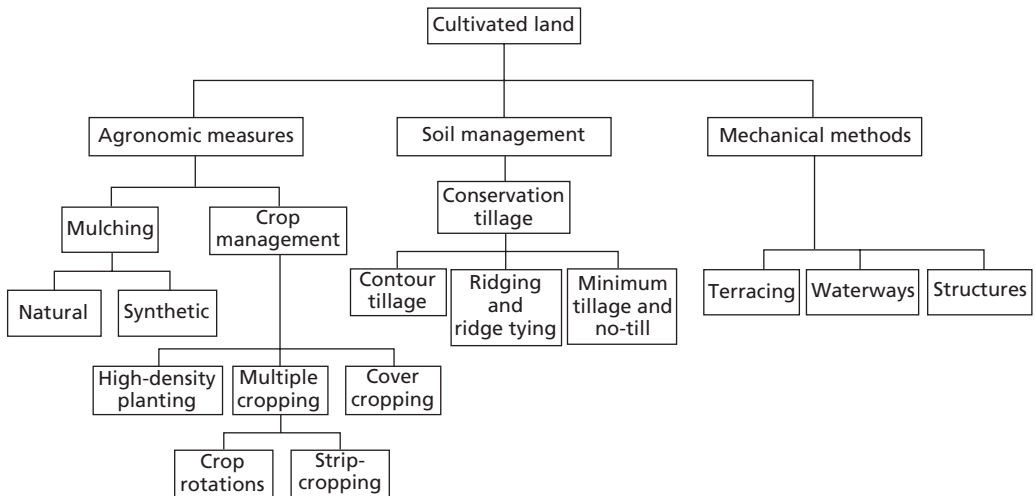 Cultivated land
Agronomic measures
Soil management
Mechanical methods
Mulching
Crop
management
Conservation
tillage
Natural
Synthetic
Contour
tillage
Ridging
and
ridge tying
Minimum
tillage and
no-till
Terracing
Waterways
Structures
High-density
planting
Multiple
cropping
Cover
cropping
Crop
rotations
Strip-
cropping